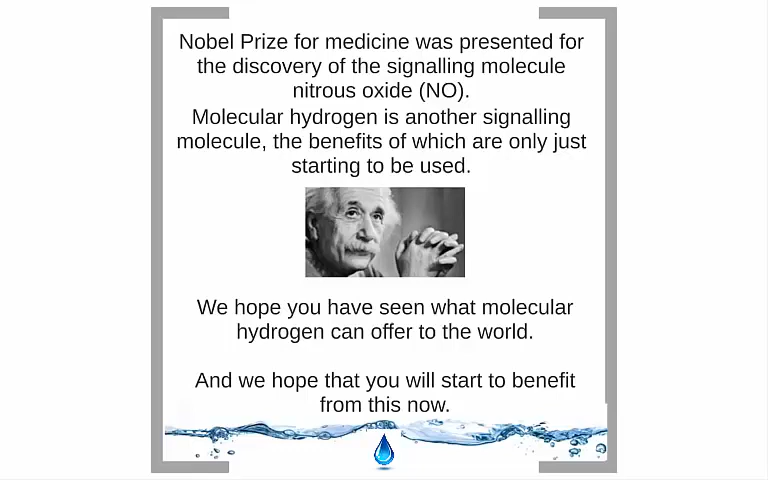 Nobel Prize for medicine was presented for
the discovery of the signalling molecule
nitrous oxide (NO).
Molecular hydrogen is another signalling
molecule, the benefits of which are only just
starting to be used.
We hope you have seen what molecular
hydrogen can offer to the world.
And we hope that you will start to benefit
from this now.